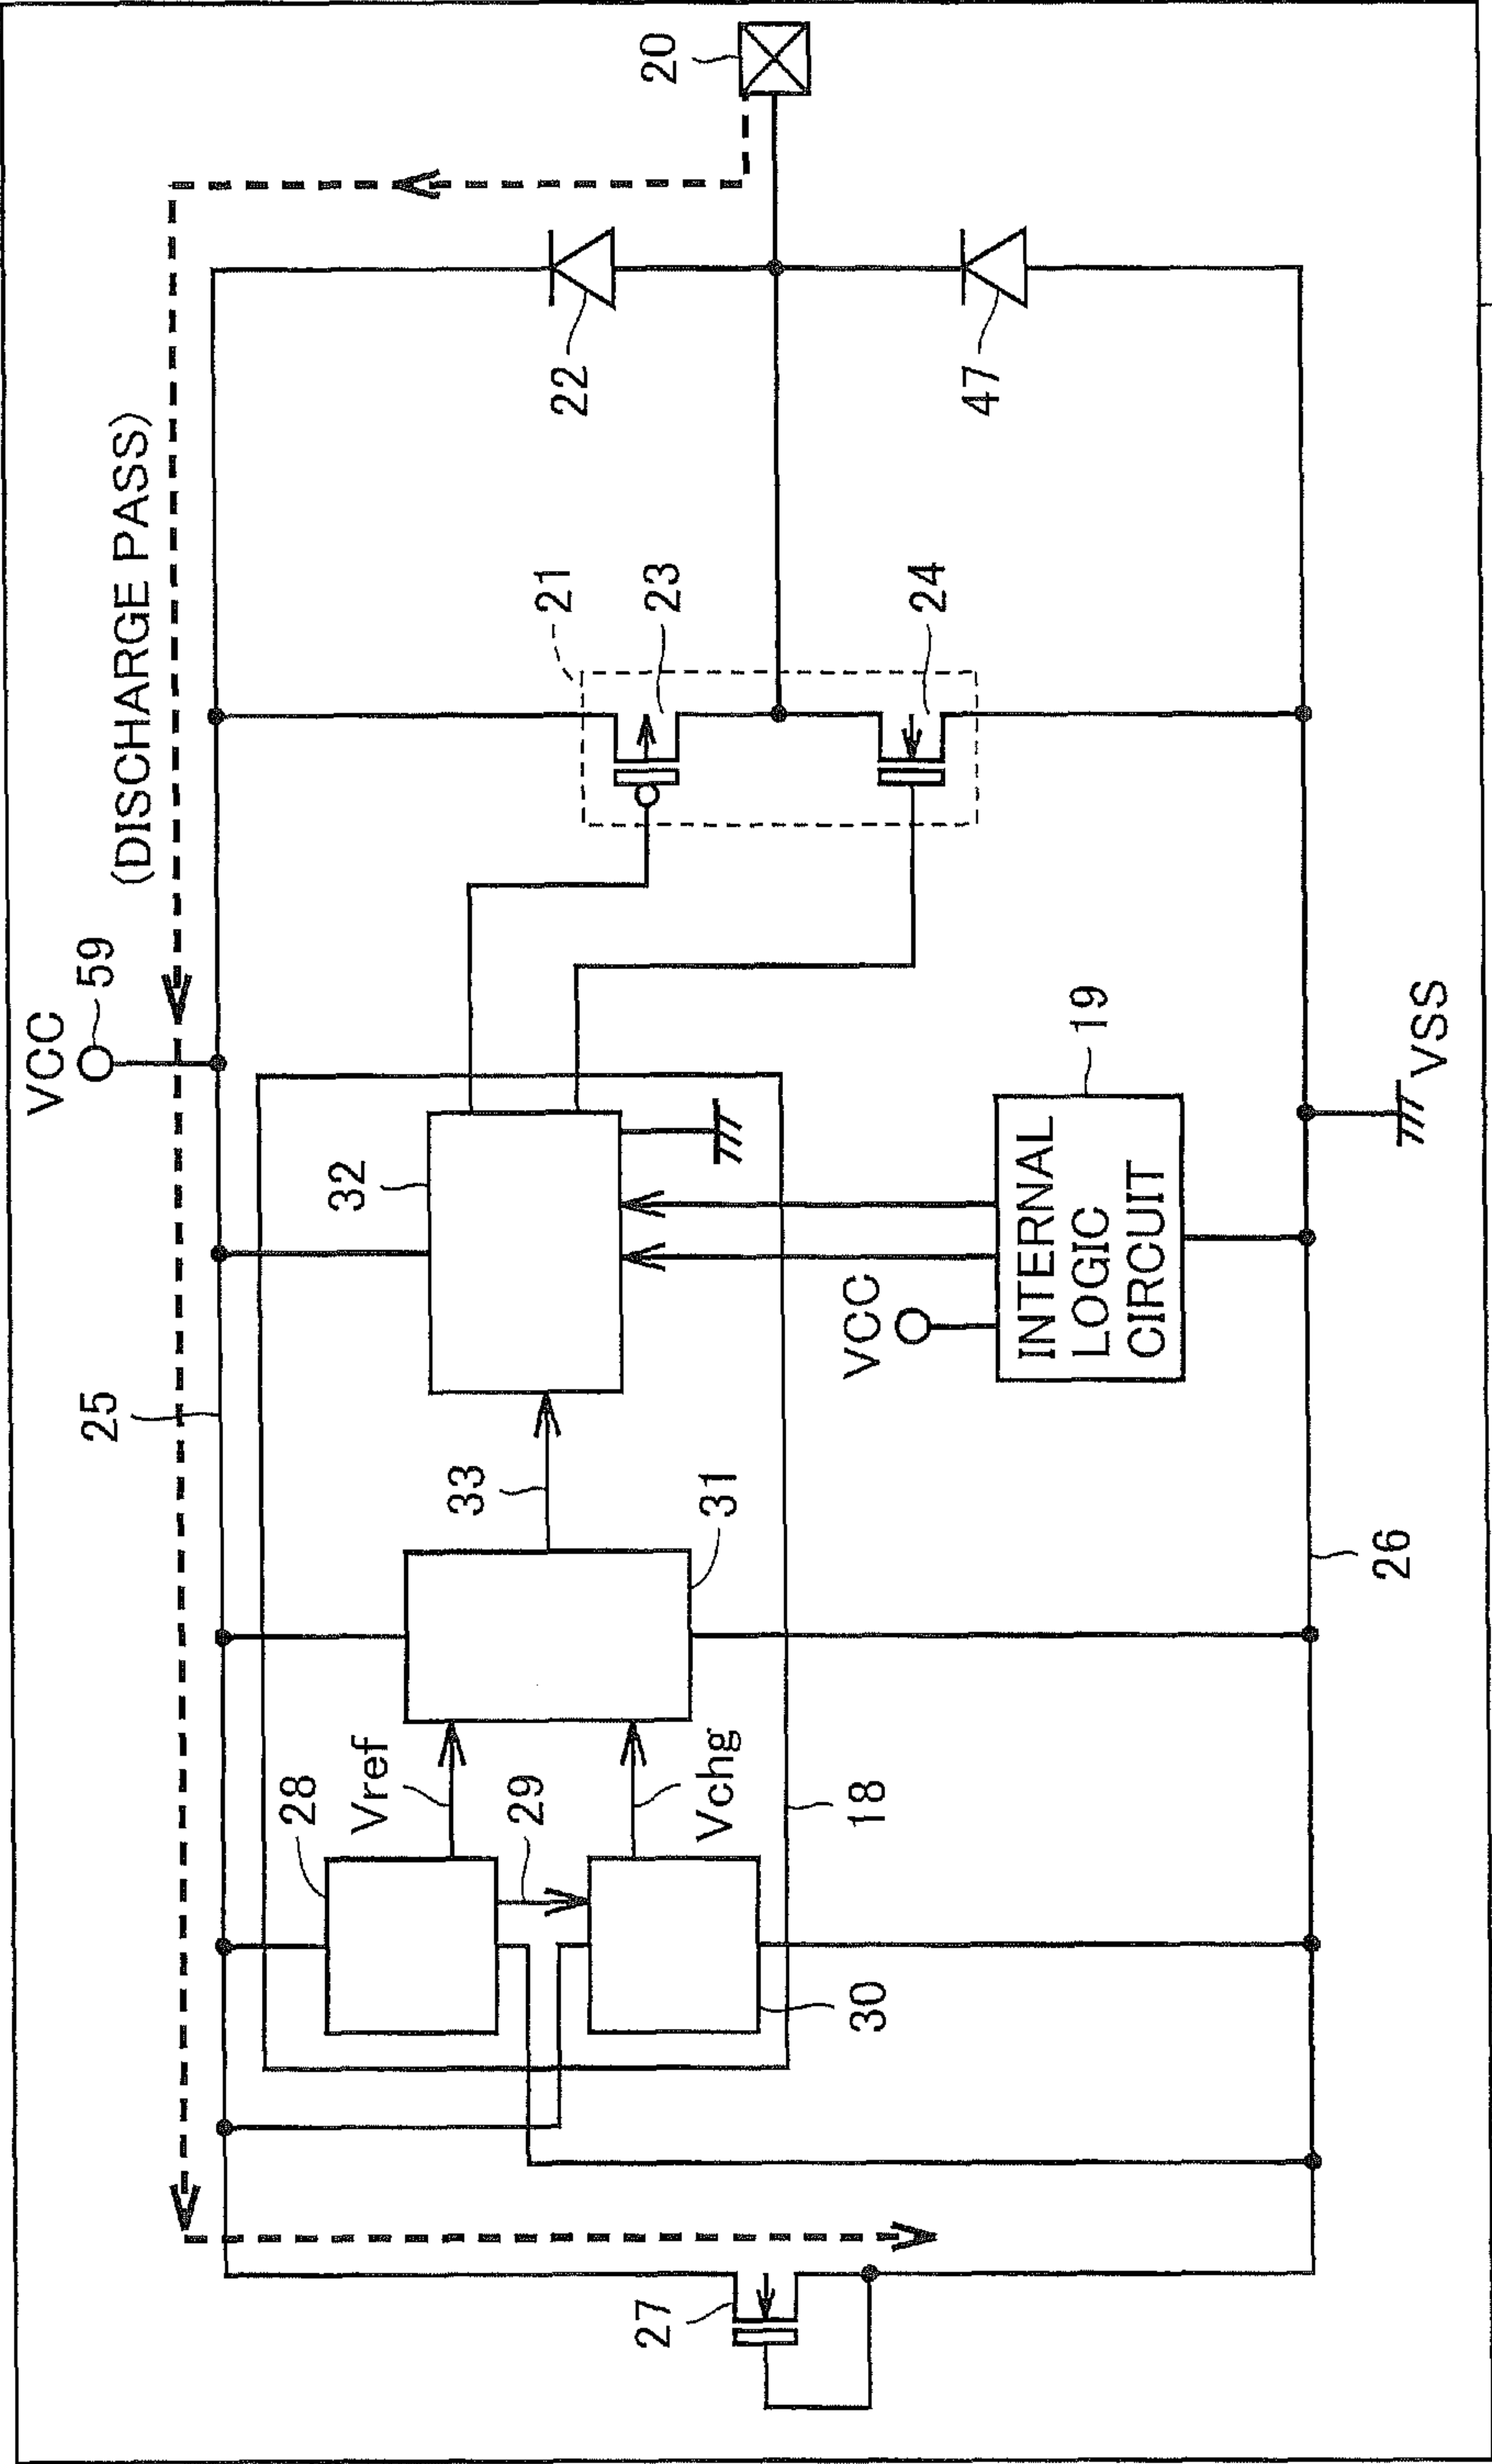 VCC
59
(DISCHARGE PASS)
25
20
22
47
21
23
24
32
33
31
28
Vref
29
Vchg
18
30
VCC
INTERNAL
LOGIC
CIRCUIT
19
27
26
VSS